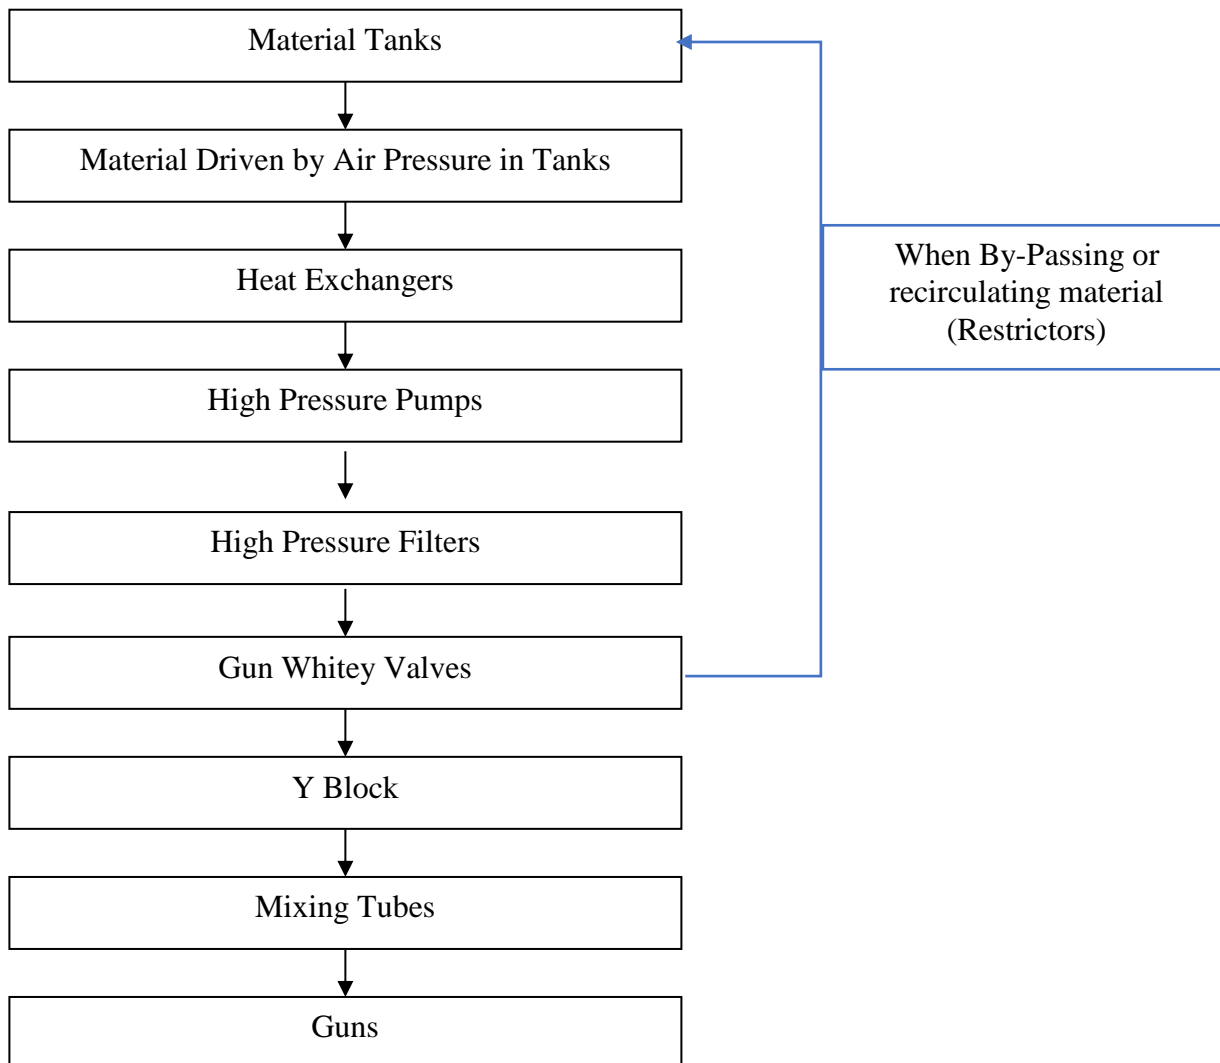 Material Tanks
Material Driven by Air Pressure in Tanks
When By-Passing or
recirculating material
(Restrictors)
Heat Exchangers
High Pressure Pumps
High Pressure Filters
Gun Whitey Valves
Y Block
Mixing Tubes
Guns